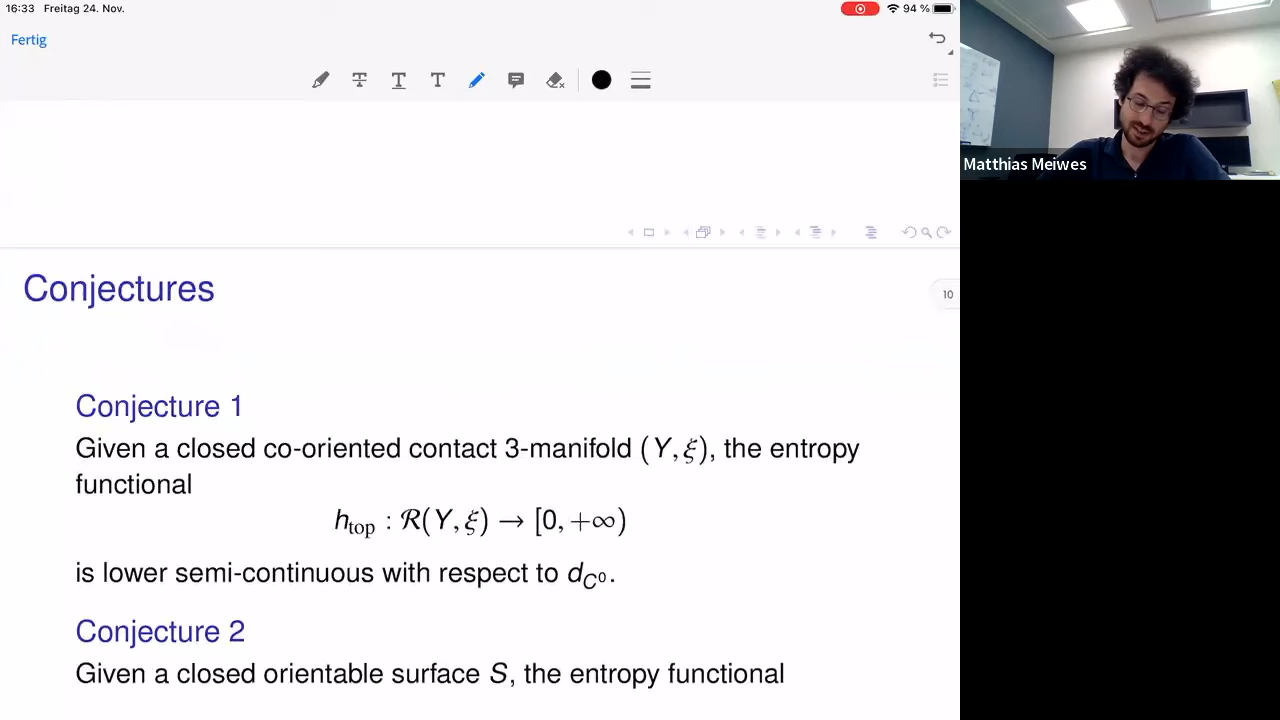 16:33 Freitag 24. Nov.
94 %
Fertig
T T T
Matthias Meiwes
Conjectures
10
Conjecture 1
Given a closed co-oriented contact 3-manifold (Y, ξ), the entropy
functional
h_top : ℛ(Y, ξ) → [0, +∞)
is lower semi-continuous with respect to d_{C⁰}.
Conjecture 2
Given a closed orientable surface S, the entropy functional